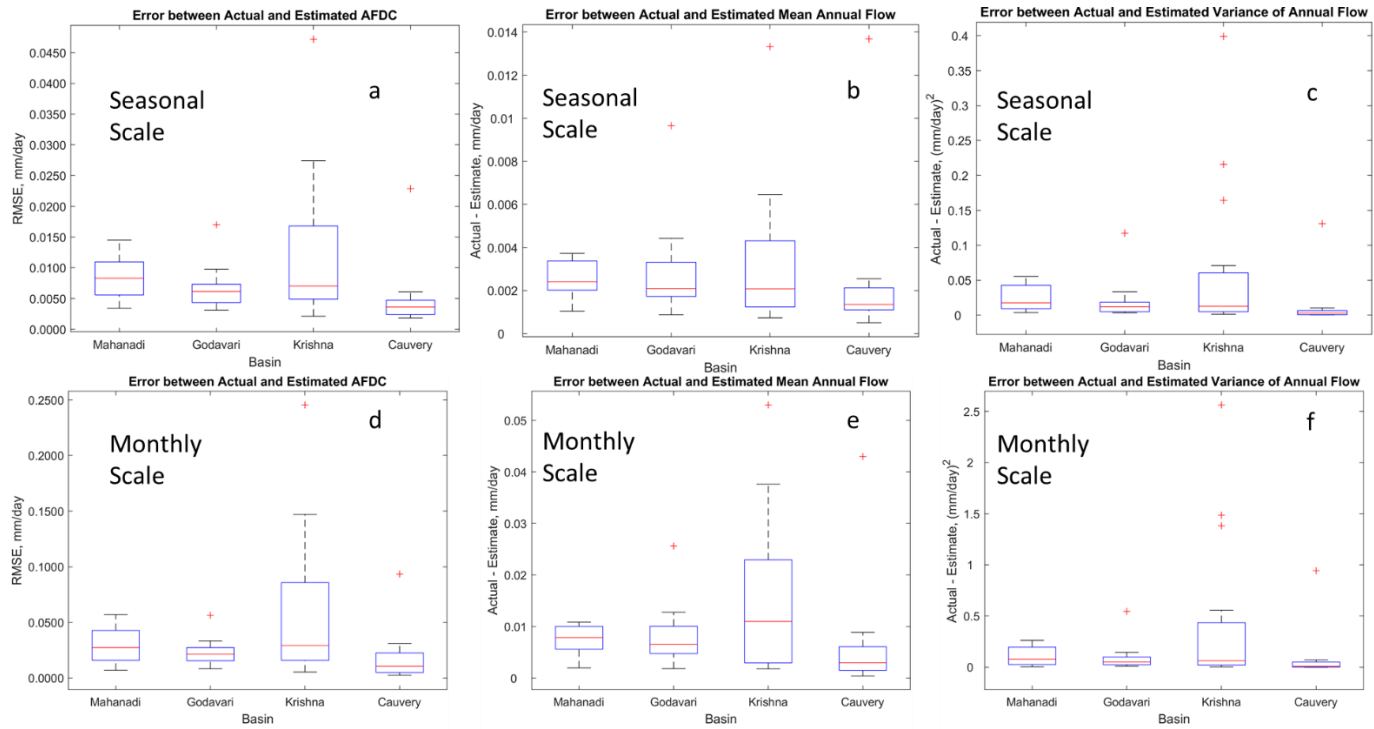 Error between Actual and Estimated AFDC
0.0450
0.0400
0.0350
0.0300
0.0250
0.0200
0.0150
0.0100
0.0050
0.0000
RMSE, mm/day
Seasonal
Scale
a
Mahanadi Godavari Krishna Cauvery
Basin
Error between Actual and Estimated Mean Annual Flow
0.014
0.012
0.01
0.008
0.006
0.004
0.002
0
Actual - Estimate, mm/day
Seasonal
Scale
b
Mahanadi Godavari Krishna Cauvery
Basin
Error between Actual and Estimated Variance of Annual Flow
0.4
0.35
0.3
0.25
0.2
0.15
0.1
0.05
0
Actual - Estimate, (mm/day)²
Seasonal
Scale
c
Mahanadi Godavari Krishna Cauvery
Basin
Error between Actual and Estimated AFDC
0.2500
0.2000
0.1500
0.1000
0.0500
0.0000
RMSE, mm/day
Monthly
Scale
d
Mahanadi Godavari Krishna Cauvery
Basin
Error between Actual and Estimated Mean Annual Flow
0.05
0.04
0.03
0.02
0.01
0
Actual - Estimate, mm/day
Monthly
Scale
e
Mahanadi Godavari Krishna Cauvery
Basin
Error between Actual and Estimated Variance of Annual Flow
2.5
2
1.5
1
0.5
0
Actual - Estimate, (mm/day)²
Monthly
Scale
f
Mahanadi Godavari Krishna Cauvery
Basin